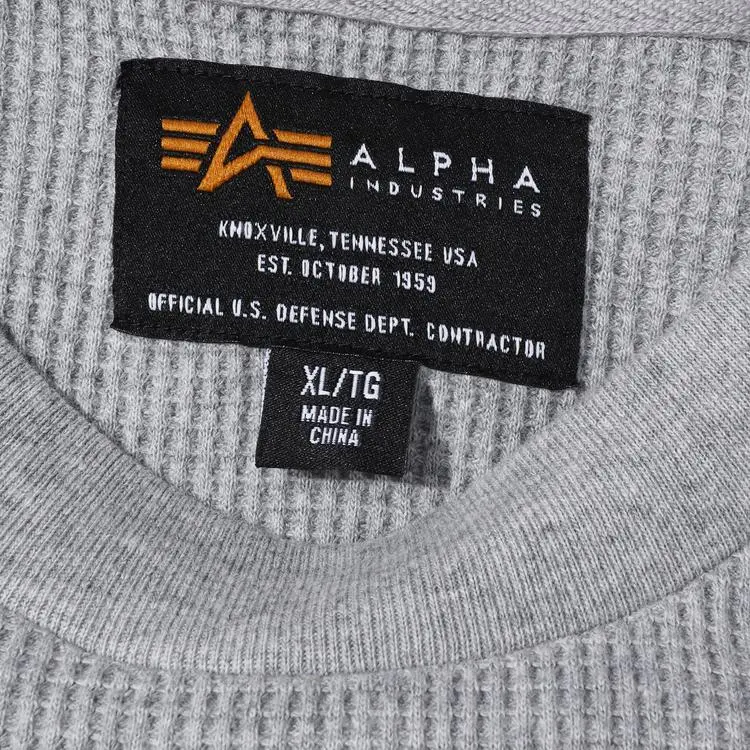 ALPHA
INDUSTRIES
KNOXVILLE, TENNESSEE USA
EST. OCTOBER 1959
OFFICIAL U.S. DEFENSE DEPT. CONTRACTOR
XL/TG
MADE IN
CHINA